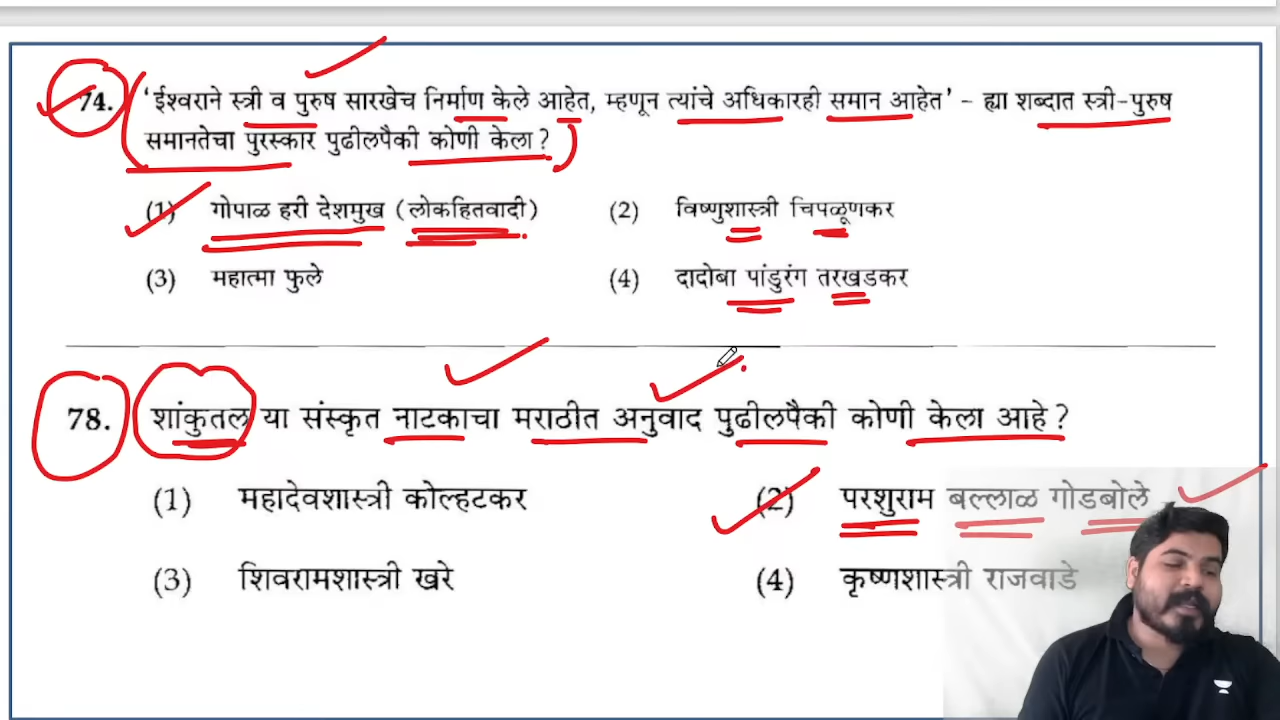 74. 'ईश्वराने स्त्री व पुरुष सारखेच निर्माण केले आहेत, म्हणून त्यांचे अधिकारही समान आहेत' - ह्या शब्दात स्त्री-पुरुष
समानतेचा पुरस्कार पुढीलपैकी कोणी केला ?
(1) गोपाळ हरी देशमुख (लोकहितवादी) (2) विष्णुशास्त्री चिपळूणकर
(3) महात्मा फुले (4) दादोबा पांडुरंग तरखडकर
78. शांकुतल या संस्कृत नाटकाचा मराठीत अनुवाद पुढीलपैकी कोणी केला आहे ?
(1) महादेवशास्त्री कोल्हटकर (2) परशुराम बल्लाळ गोडबोले
(3) शिवरामशास्त्री खरे (4) कृष्णशास्त्री राजवाडे